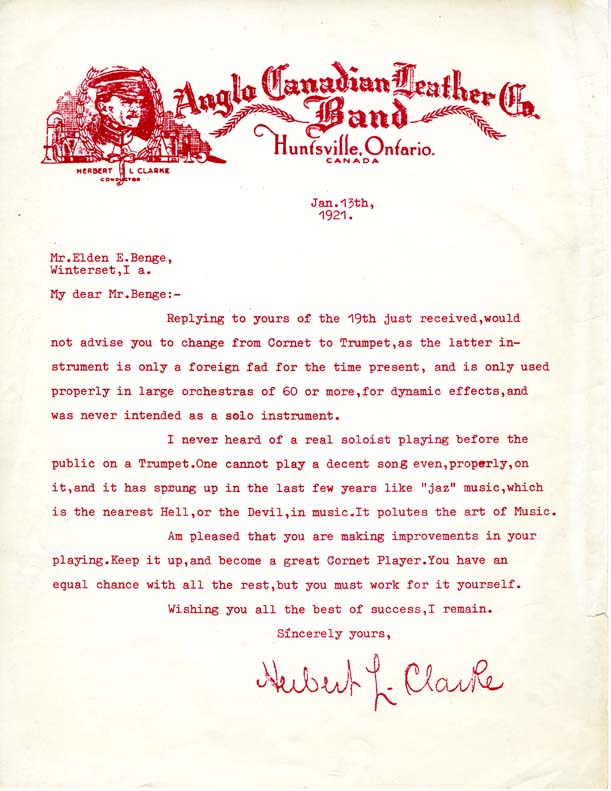 Anglo Canadian Leather Co.
Band
Huntsville, Ontario.
CANADA
HERBERT L CLARKE
CONDUCTOR
Jan.13th,
1921.
Mr.Elden E.Benge,
Winterset,I a.
My dear Mr.Benge:-
Replying to yours of the 19th just received,would
not advise you to change from Cornet to Trumpet,as the latter in-
strument is only a foreign fad for the time present, and is only used
properly in large orchestras of 60 or more,for dynamic effects,and
was never intended as a solo instrument.
I never heard of a real soloist playing before the
public on a Trumpet.One cannot play a decent song even,properly,on
it,and it has sprung up in the last few years like "jaz" music,which
is the nearest Hell,or the Devil,in music.It polutes the art of Music.
Am pleased that you are making improvements in your
playing.Keep it up,and become a great Cornet Player.You have an
equal chance with all the rest,but you must work for it yourself.
Wishing you all the best of success,I remain.
Sincerely yours,
Herbert L. Clarke